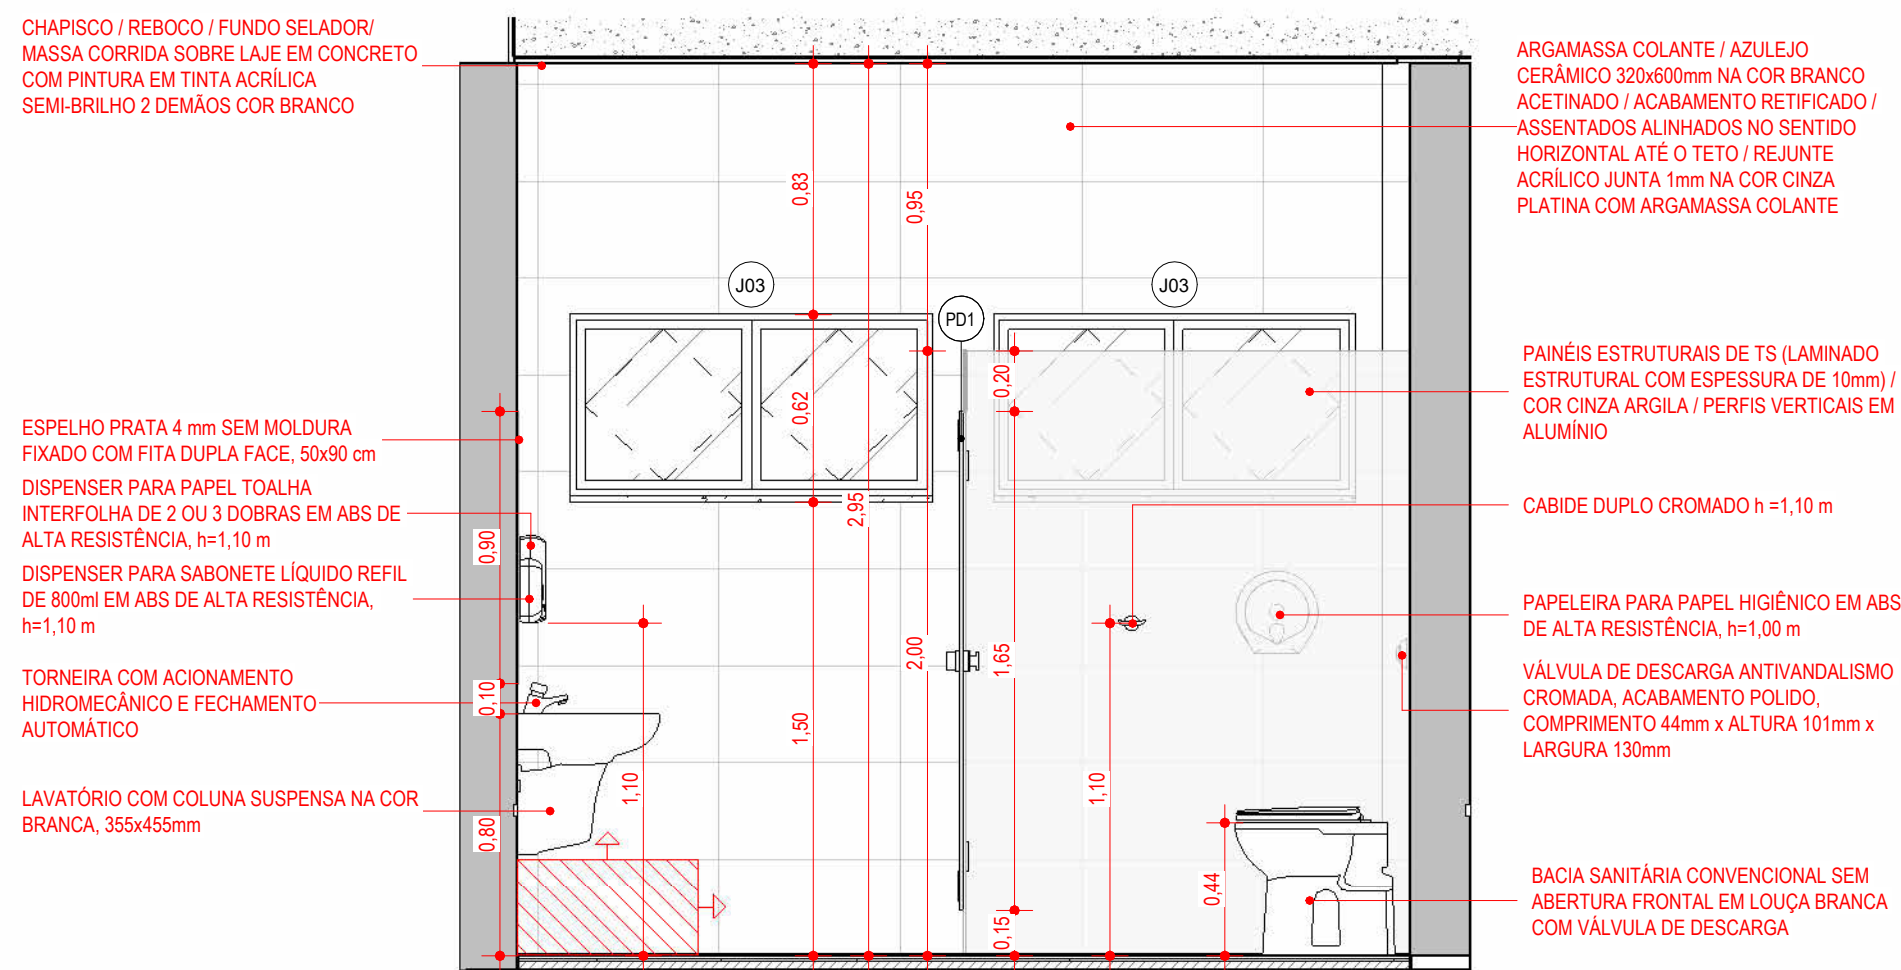 CHAPISCO / REBOCO / FUNDO SELADOR/
MASSA CORRIDA SOBRE LAJE EM CONCRETO
COM PINTURA EM TINTA ACRÍLICA
SEMI-BRILHO 2 DEMÃOS COR BRANCO
ESPELHO PRATA 4 mm SEM MOLDURA
FIXADO COM FITA DUPLA FACE, 50x90 cm
DISPENSER PARA PAPEL TOALHA
INTERFOLHA DE 2 OU 3 DOBRAS EM ABS DE
ALTA RESISTÊNCIA, h=1,10 m
DISPENSER PARA SABONETE LÍQUIDO REFIL
DE 800ml EM ABS DE ALTA RESISTÊNCIA,
h=1,10 m
TORNEIRA COM ACIONAMENTO
HIDROMECÂNICO E FECHAMENTO
AUTOMÁTICO
LAVATÓRIO COM COLUNA SUSPENSA NA COR
BRANCA, 355x455mm
0,90
0,10
0,80
1,10
J03
0,83
0,62
1,50
2,95
0,95
2,00
PD1
J03
0,20
1,65
0,15
1,10
0,44
ARGAMASSA COLANTE / AZULEJO
CERÂMICO 320x600mm NA COR BRANCO
ACETINADO / ACABAMENTO RETIFICADO /
ASSENTADOS ALINHADOS NO SENTIDO
HORIZONTAL ATÉ O TETO / REJUNTE
ACRÍLICO JUNTA 1mm NA COR CINZA
PLATINA COM ARGAMASSA COLANTE
PAINÉIS ESTRUTURAIS DE TS (LAMINADO
ESTRUTURAL COM ESPESSURA DE 10mm) /
COR CINZA ARGILA / PERFIS VERTICAIS EM
ALUMÍNIO
CABIDE DUPLO CROMADO h =1,10 m
PAPELEIRA PARA PAPEL HIGIÊNICO EM ABS
DE ALTA RESISTÊNCIA, h=1,00 m
VÁLVULA DE DESCARGA ANTIVANDALISMO
CROMADA, ACABAMENTO POLIDO,
COMPRIMENTO 44mm x ALTURA 101mm x
LARGURA 130mm
BACIA SANITÁRIA CONVENCIONAL SEM
ABERTURA FRONTAL EM LOUÇA BRANCA
COM VÁLVULA DE DESCARGA